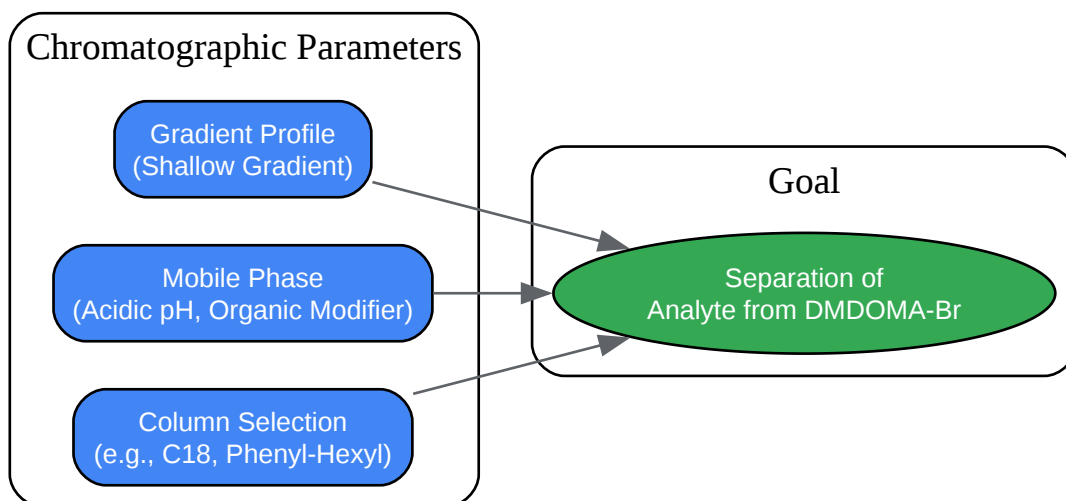 Chromatographic Parameters
Gradient Profile
(Shallow Gradient)
Mobile Phase
(Acidic pH, Organic Modifier)
Column Selection
(e.g., C18, Phenyl-Hexyl)
Goal
Separation of
Analyte from DMDOMA-Br